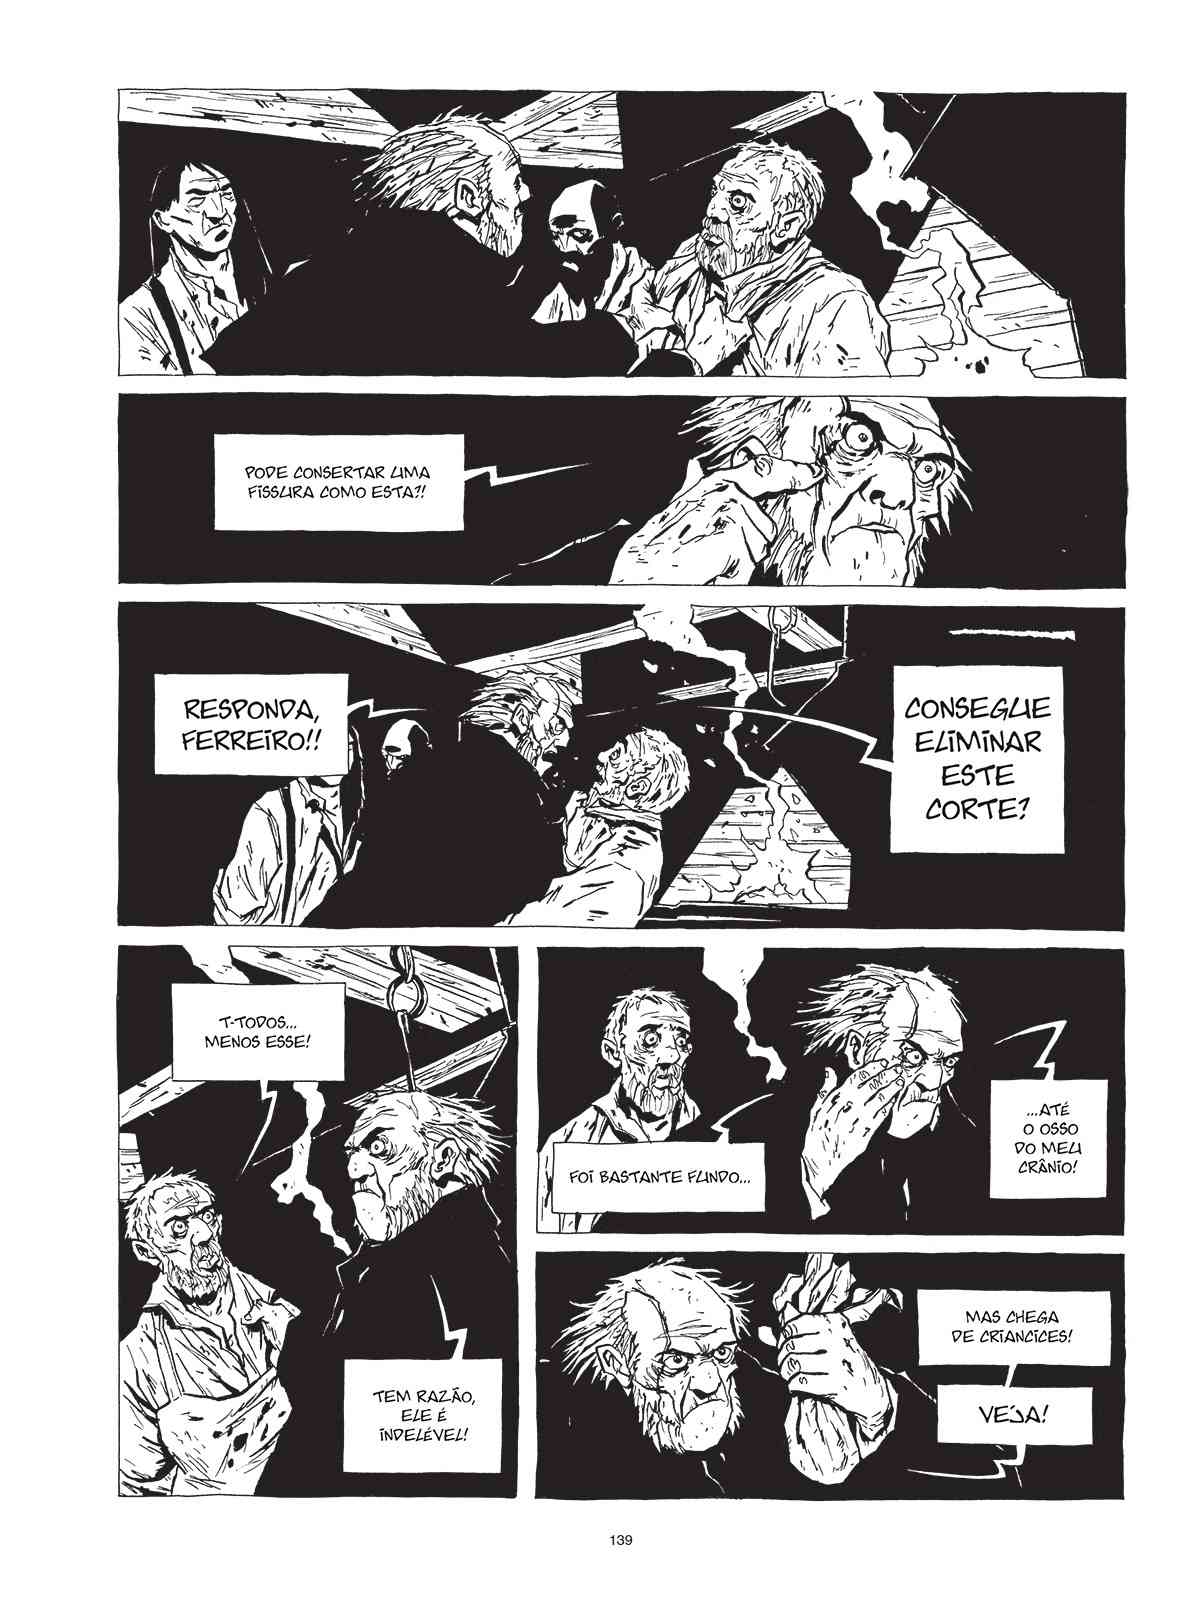 PODE CONSERTAR UMA
FISSURA COMO ESTA?!
RESPONDA,
FERREIRO!!
CONSEGUE
ELIMINAR
ESTE
CORTE?
T-TODOS...
MENOS ESSE!
TEM RAZÃO,
ELE É
INDELÉVEL!
FOI BASTANTE FUNDO...
...ATÉ
O OSSO
DO MEU
CRÂNIO!
MAS CHEGA
DE CRIANCICES!
VEJA!
139